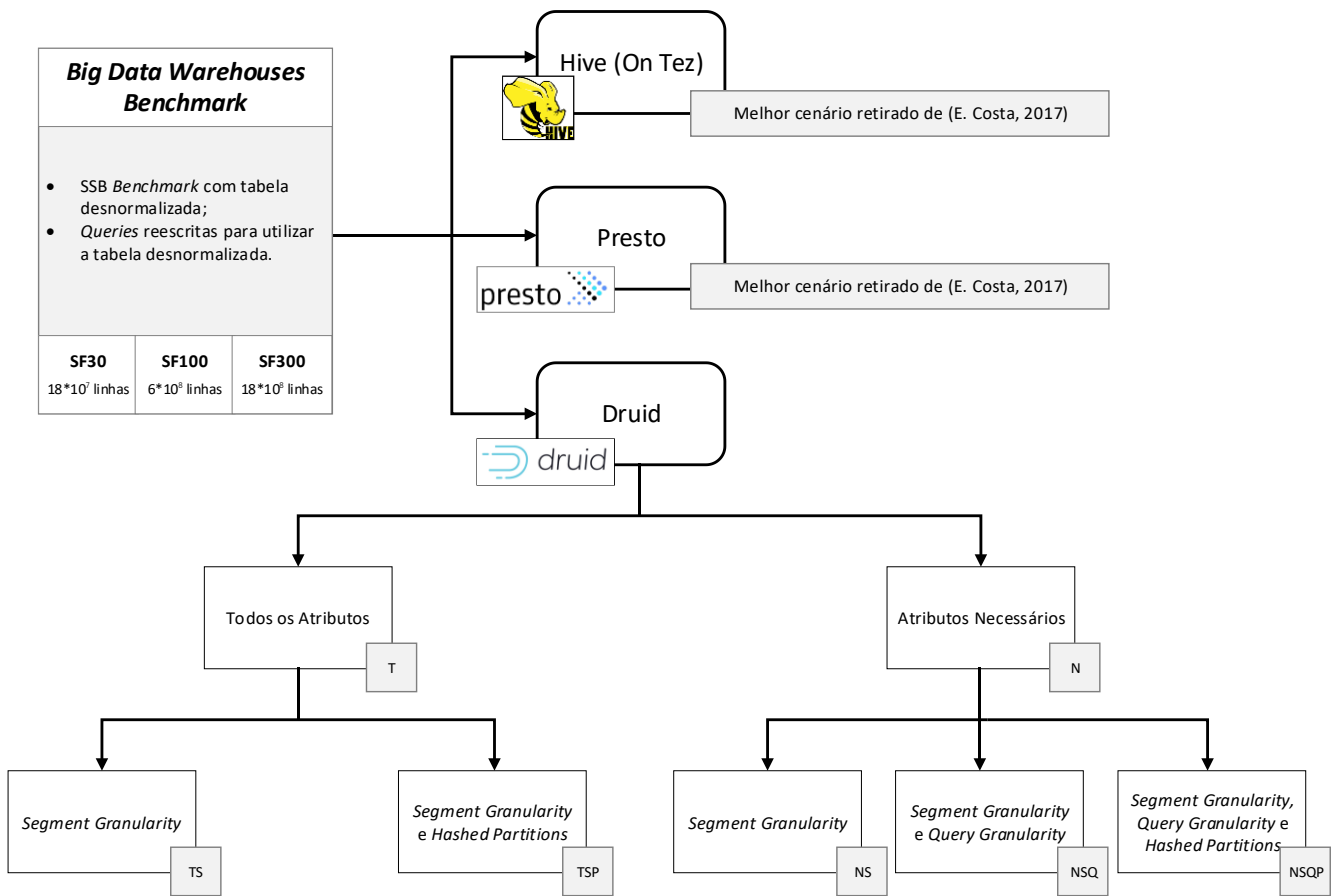 Big Data Warehouses
Benchmark
• SSB Benchmark com tabela
desnormalizada;
• Queries reescritas para utilizar
a tabela desnormalizada.
SF30
18*10⁷ linhas
SF100
6*10⁸ linhas
SF300
18*10⁸ linhas
Hive (On Tez)
HIVE
Melhor cenário retirado de (E. Costa, 2017)
Presto
presto
Melhor cenário retirado de (E. Costa, 2017)
Druid
druid
Todos os Atributos
T
Atributos Necessários
N
Segment Granularity
TS
Segment Granularity
e Hashed Partitions
TSP
Segment Granularity
NS
Segment Granularity
e Query Granularity
NSQ
Segment Granularity,
Query Granularity e
Hashed Partitions
NSQP